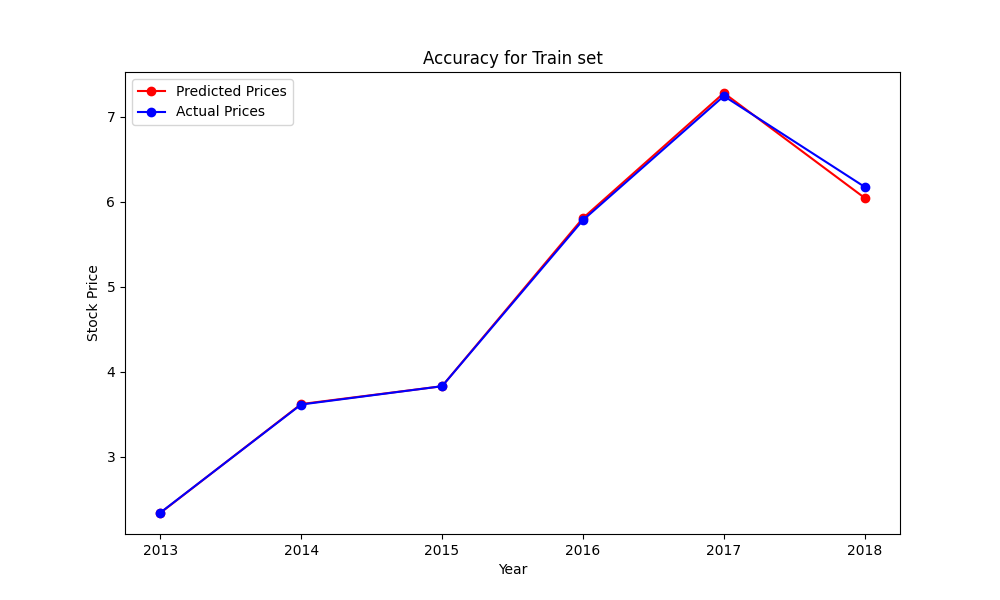 Accuracy for Train set
Predicted Prices
Actual Prices
Stock Price
7
6
5
4
3
2013 2014 2015 2016 2017 2018
Year